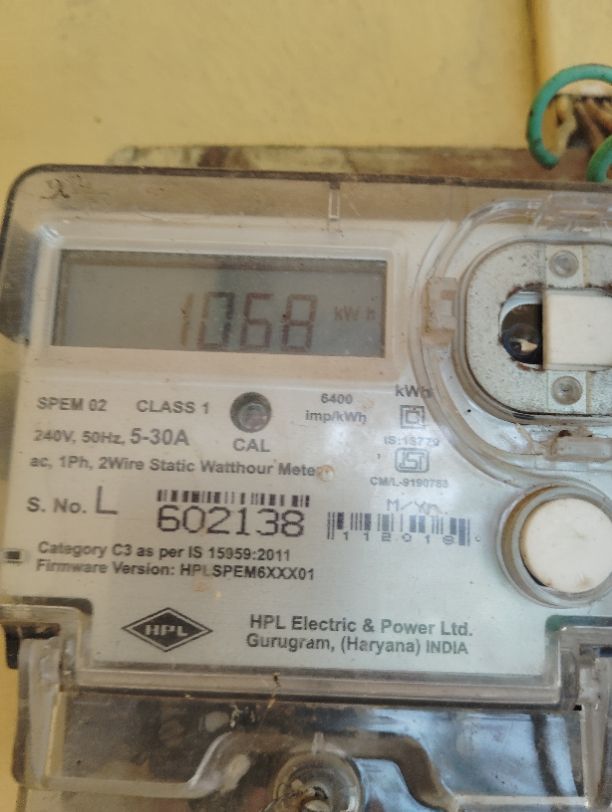 1068 kWh
SPEM 02 CLASS 1 6400 imp/kWh kWh
240V, 50Hz, 5-30A CAL
IS:13779
ac, 1Ph, 2Wire Static Watthour Meter
CM/L-9190783
S. No. L 602138
M/Yr.
112018
Category C3 as per IS 15959:2011
Firmware Version: HPLSPEM6XXX01
HPL
HPL Electric & Power Ltd.
Gurugram, (Haryana) INDIA